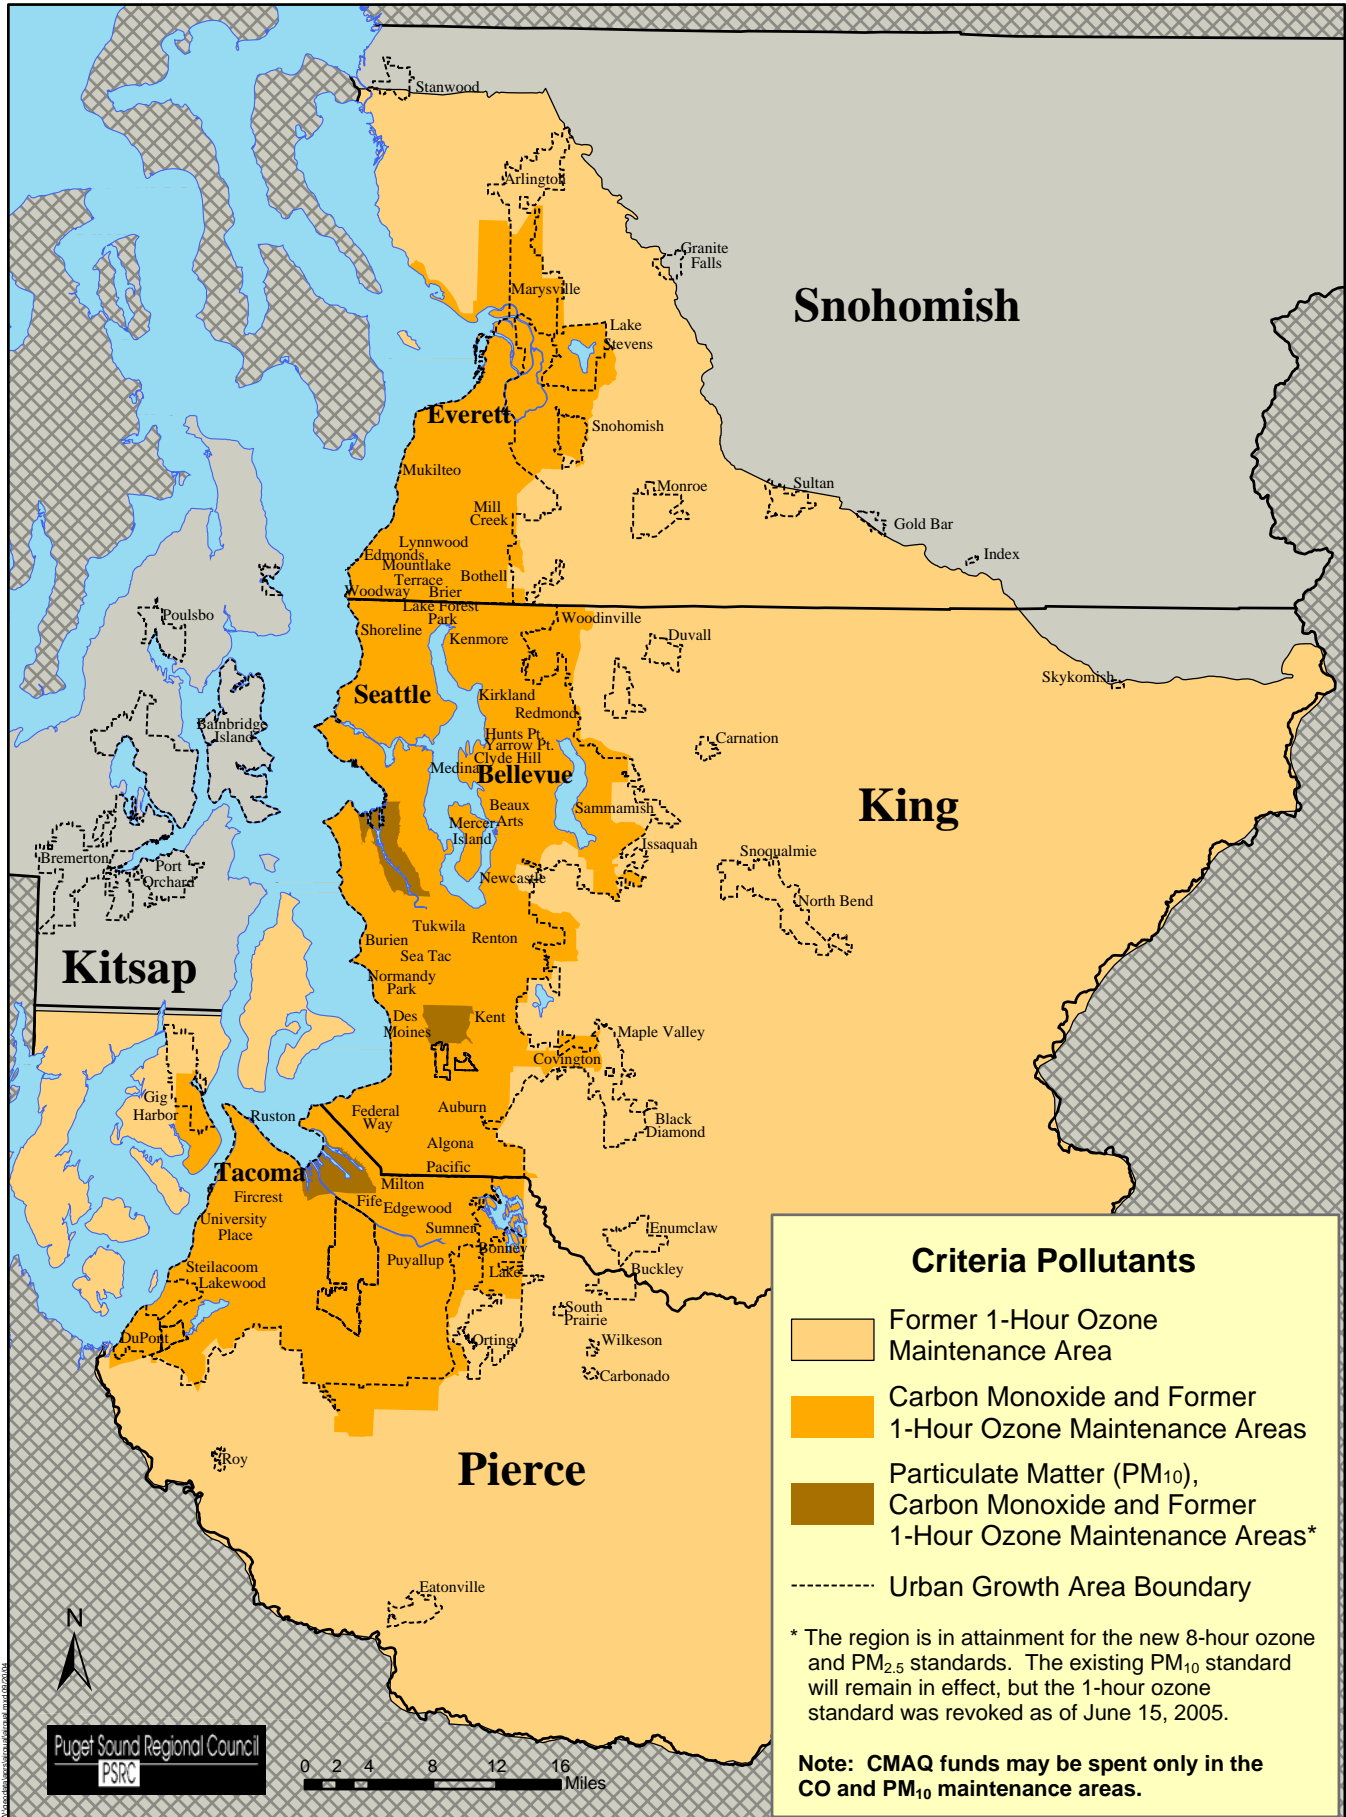 Stanwood
Arlington
Granite
Falls
Marysville
Snohomish
Lake
Stevens
Everett
Snohomish
Mukilteo
Monroe
Sultan
Mill
Creek
Gold Bar
Lynnwood
Index
Edmonds
Mountlake
Terrace
Bothell
Woodway
Brier
Lake Forest
Park
Poulsbo
Shoreline
Kenmore
Woodinville
Duvall
Skykomish
Seattle
Kirkland
Redmond
Bainbridge
Island
Hunts Pt.
Yarrow Pt.
Clyde Hill
Carnation
Medina
Bellevue
King
Beaux
Arts
Sammamish
Mercer
Island
Issaquah
Bremerton
Port
Orchard
Snoqualmie
Newcastle
North Bend
Tukwila
Burien
Renton
Sea Tac
Kitsap
Normandy
Park
Des
Moines
Kent
Maple Valley
Covington
Gig
Harbor
Ruston
Federal
Way
Auburn
Black
Diamond
Algona
Pacific
Tacoma
Milton
Fircrest
Fife
Edgewood
University
Place
Sumner
Enumclaw
Bonney
Lake
Puyallup
Buckley
Steilacoom
Lakewood
South
Prairie
DuPont
Orting
Wilkeson
Carbonado
Roy
Pierce
Eatonville
Criteria Pollutants
Former 1-Hour Ozone
Maintenance Area
Carbon Monoxide and Former
1-Hour Ozone Maintenance Areas
Particulate Matter (PM10),
Carbon Monoxide and Former
1-Hour Ozone Maintenance Areas*
Urban Growth Area Boundary
* The region is in attainment for the new 8-hour ozone
and PM2.5 standards. The existing PM10 standard
will remain in effect, but the 1-hour ozone
standard was revoked as of June 15, 2005.
Note: CMAQ funds may be spent only in the
CO and PM10 maintenance areas.
N
Puget Sound Regional Council
PSRC
0 2 4 8 12 16
Miles